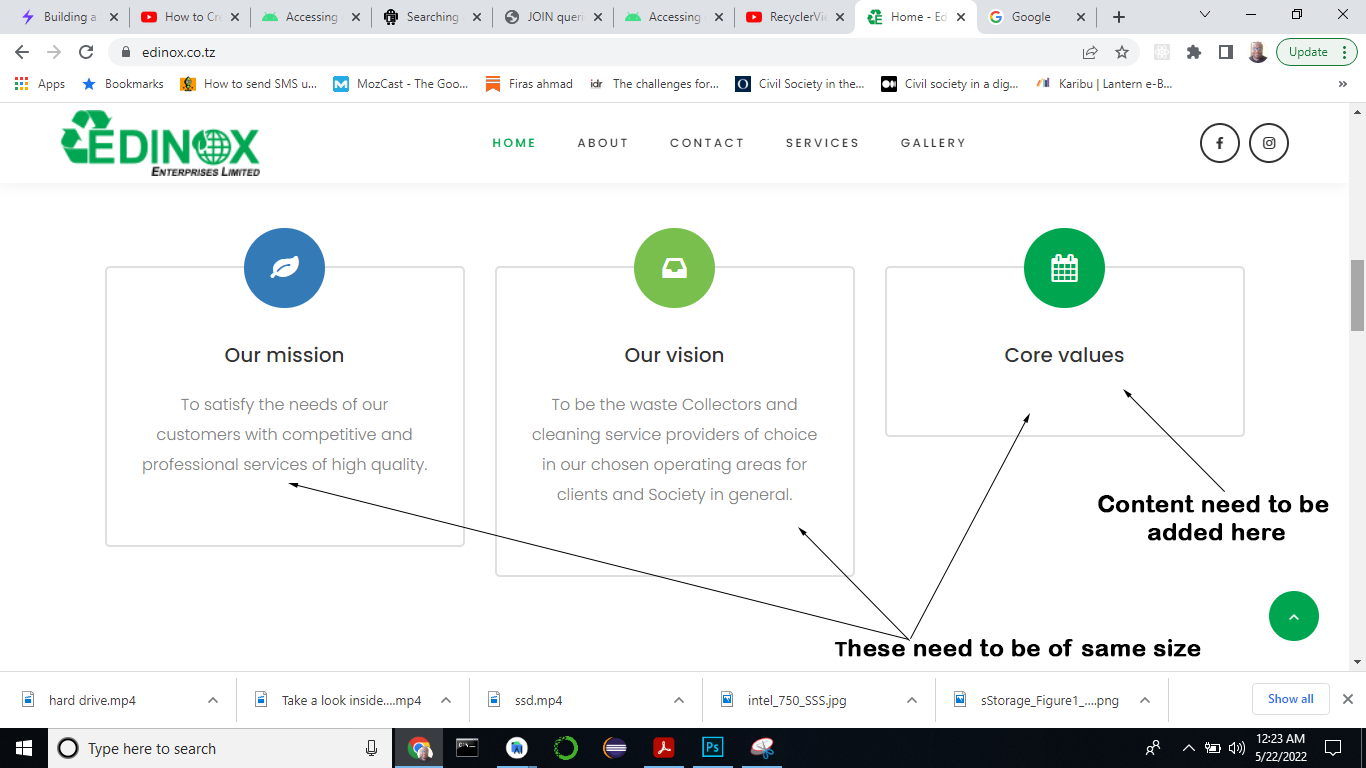 Building a
How to Cr
Accessing
Searching
JOIN quer
Accessing
RecyclerVi
Home - Ed
Google
edinox.co.tz
Update
Apps
Bookmarks
How to send SMS u...
MozCast - The Goo...
Firas ahmad
idr The challenges for...
Civil Society in the...
Civil society in a dig...
Karibu | Lantern e-B...
EDINOX
ENTERPRISES LIMITED
HOME
ABOUT
CONTACT
SERVICES
GALLERY
Our mission
To satisfy the needs of our
customers with competitive and
professional services of high quality.
Our vision
To be the waste Collectors and
cleaning service providers of choice
in our chosen operating areas for
clients and Society in general.
Core values
Content need to be
added here
These need to be of same size
hard drive.mp4
Take a look inside....mp4
ssd.mp4
intel_750_SSS.jpg
sStorage_Figure1_....png
Show all
Type here to search
Ps
12:23 AM
5/22/2022